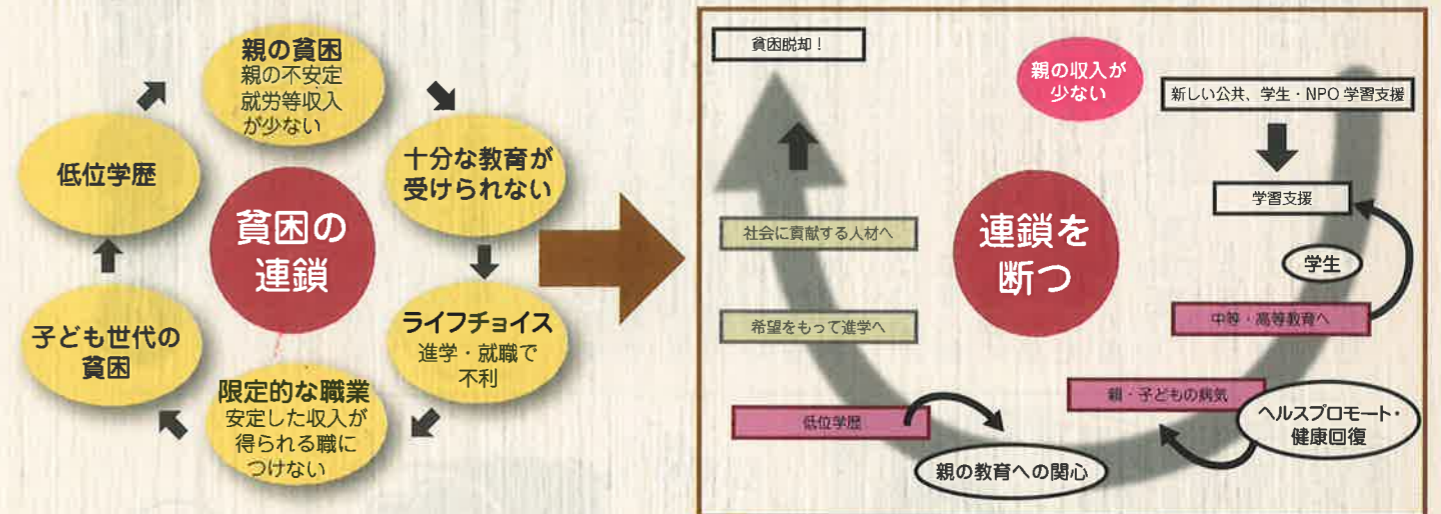 親の貧困
親の不安定
就労等収入
が少ない
十分な教育が
受けられない
ライフチョイス
進学・就職で
不利
限定的な職業
安定した収入が
得られる職に
つけない
子ども世代の
貧困
低位学歴
貧困の
連鎖
貧困脱却！
親の収入が
少ない
新しい公共、学生・NPO 学習支援
学習支援
学生
中等・高等教育へ
連鎖を
断つ
社会に貢献する人材へ
希望をもって進学へ
親・子どもの病気
ヘルスプロモート・
健康回復
低位学歴
親の教育への関心